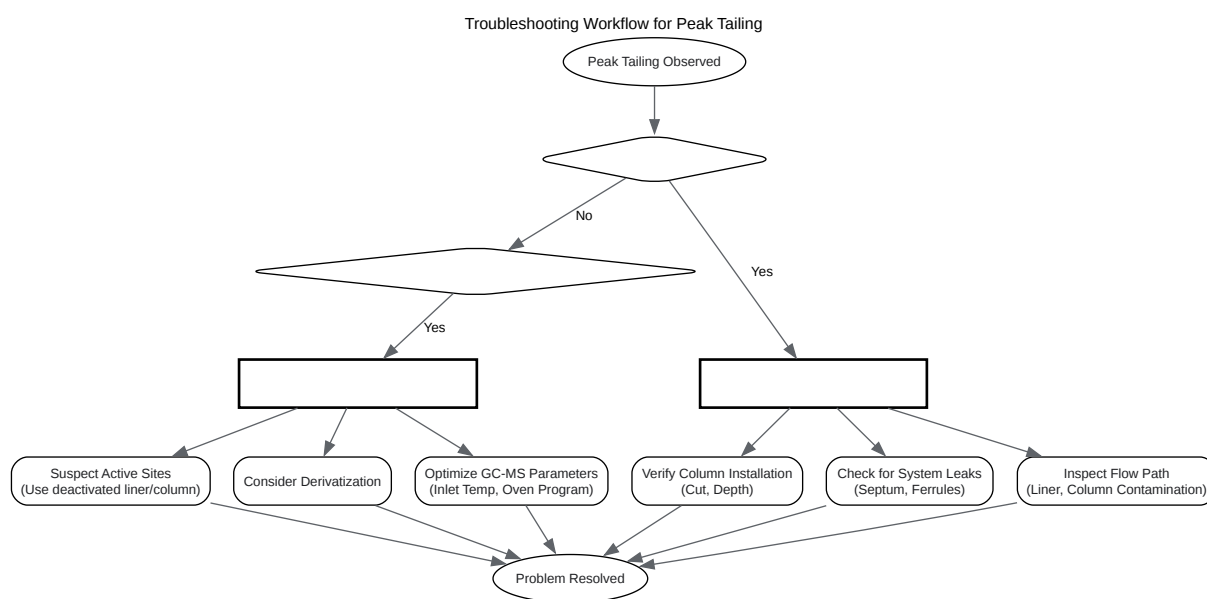 Troubleshooting Workflow for Peak Tailing
Peak Tailing Observed
No
Yes
Yes
Suspect Active Sites
(Use deactivated liner/column)
Consider Derivatization
Optimize GC-MS Parameters
(Inlet Temp, Oven Program)
Verify Column Installation
(Cut, Depth)
Check for System Leaks
(Septum, Ferrules)
Inspect Flow Path
(Liner, Column Contamination)
Problem Resolved